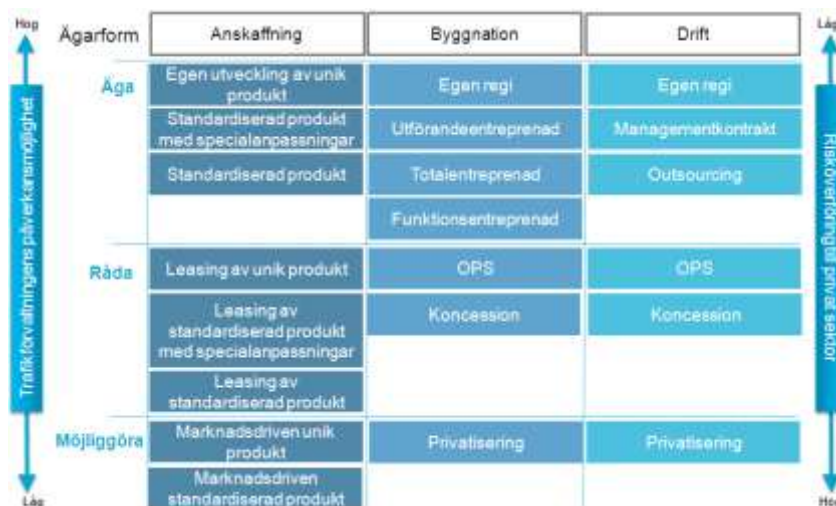 Hög
Låg
Ägarform
Anskaffning
Byggnation
Drift
Äga
Egen utveckling av unik
produkt
Egen regi
Egen regi
Standardiserad produkt
med specialanpassningar
Utförandeentreprenad
Managementkontrakt
Standardiserad produkt
Totalentreprenad
Outsourcing
Funktionsentreprenad
Råda
Leasing av unik produkt
OPS
OPS
Leasing av
standardiserad produkt
med specialanpassningar
Koncession
Koncession
Leasing av
standardiserad produkt
Möjliggöra
Marknadsdriven unik
produkt
Privatisering
Privatisering
Marknadsdriven
standardiserad produkt
Låg
Hög
Trafikförvaltningens påverkansmöjlighet
Risköverföring till privat sektor